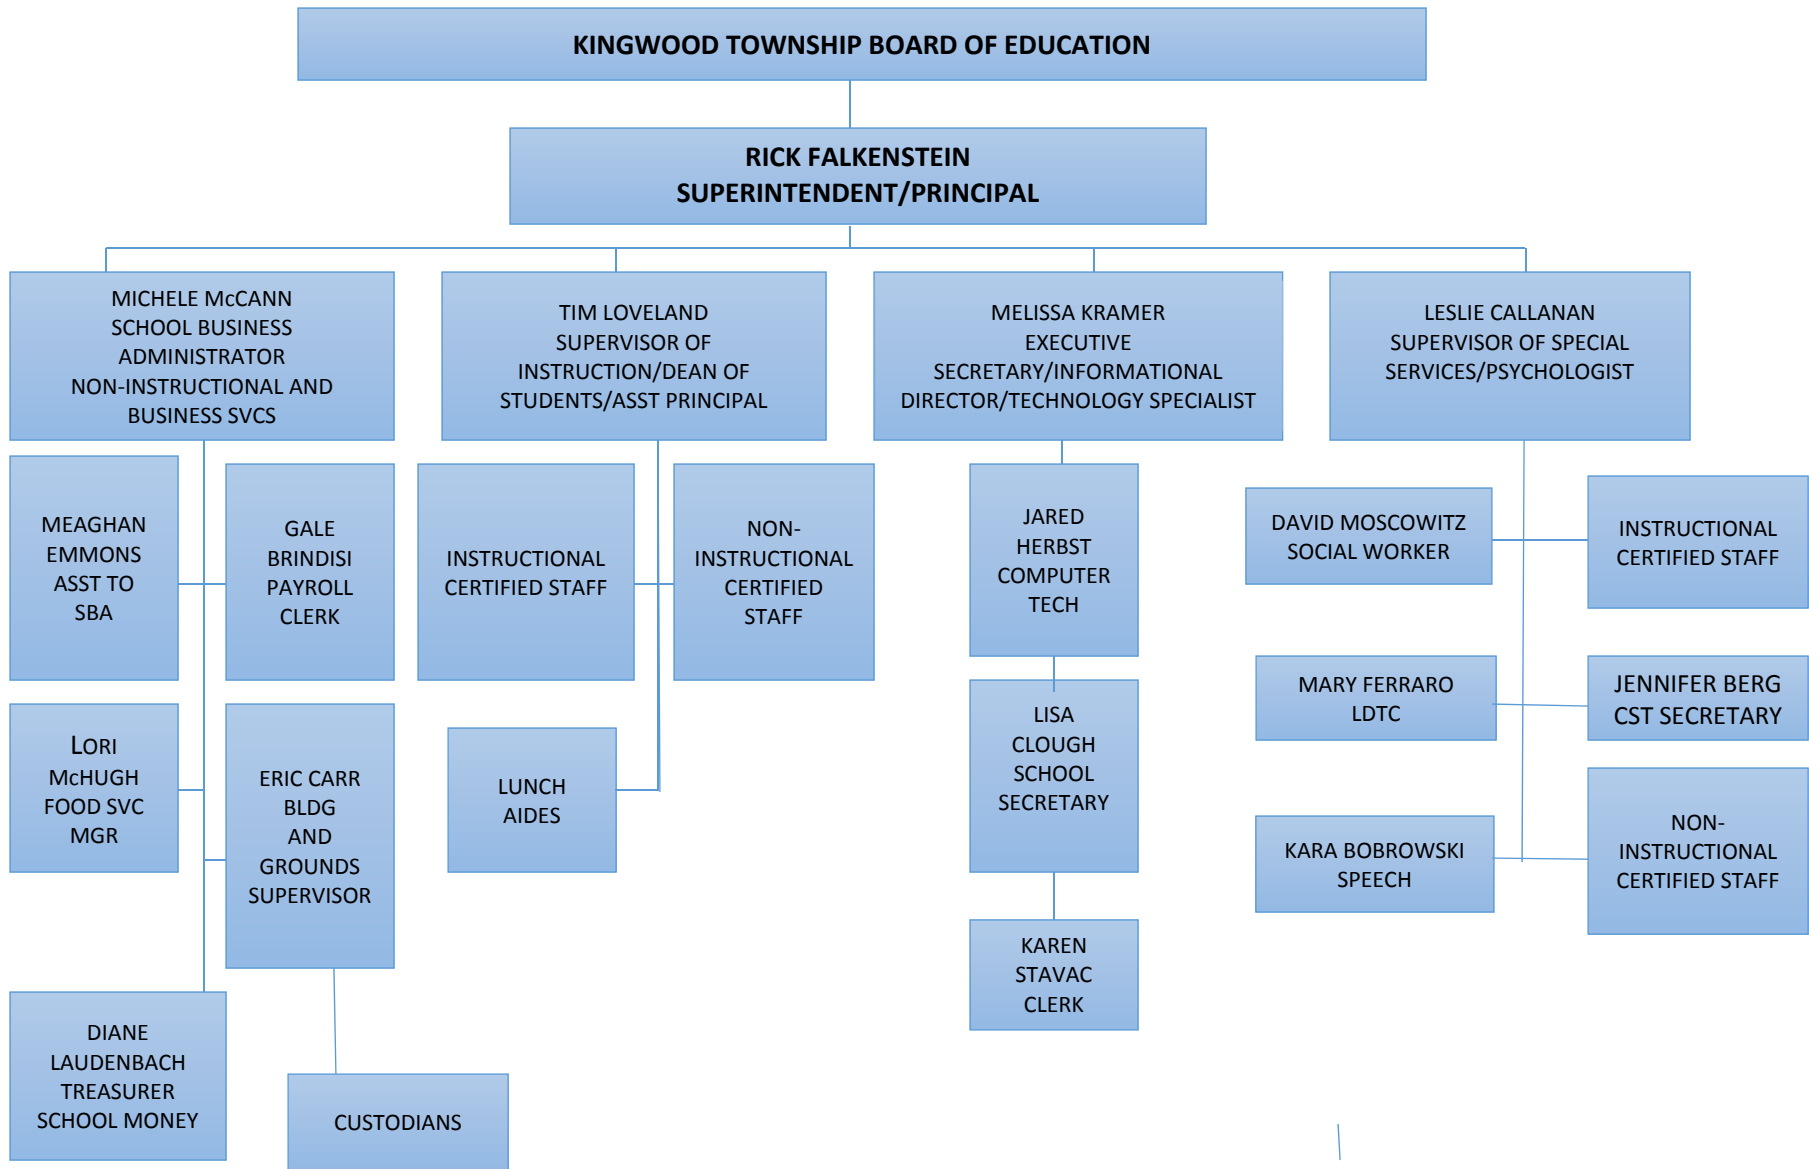 KINGWOOD TOWNSHIP BOARD OF EDUCATION
RICK FALKENSTEIN
SUPERINTENDENT/PRINCIPAL
MICHELE McCANN
SCHOOL BUSINESS
ADMINISTRATOR
NON-INSTRUCTIONAL AND
BUSINESS SVCS
TIM LOVELAND
SUPERVISOR OF
INSTRUCTION/DEAN OF
STUDENTS/ASST PRINCIPAL
MELISSA KRAMER
EXECUTIVE
SECRETARY/INFORMATIONAL
DIRECTOR/TECHNOLOGY SPECIALIST
LESLIE CALLANAN
SUPERVISOR OF SPECIAL
SERVICES/PSYCHOLOGIST
MEAGHAN
EMMONS
ASST TO
SBA
GALE
BRINDISI
PAYROLL
CLERK
INSTRUCTIONAL
CERTIFIED STAFF
NON-
INSTRUCTIONAL
CERTIFIED
STAFF
JARED
HERBST
COMPUTER
TECH
DAVID MOSCOWITZ
SOCIAL WORKER
INSTRUCTIONAL
CERTIFIED STAFF
LORI
McHUGH
FOOD SVC
MGR
ERIC CARR
BLDG
AND
GROUNDS
SUPERVISOR
LUNCH
AIDES
LISA
CLOUGH
SCHOOL
SECRETARY
MARY FERRARO
LDTC
JENNIFER BERG
CST SECRETARY
KARA BOBROWSKI
SPEECH
NON-
INSTRUCTIONAL
CERTIFIED STAFF
KAREN
STAVAC
CLERK
DIANE
LAUDENBACH
TREASURER
SCHOOL MONEY
CUSTODIANS